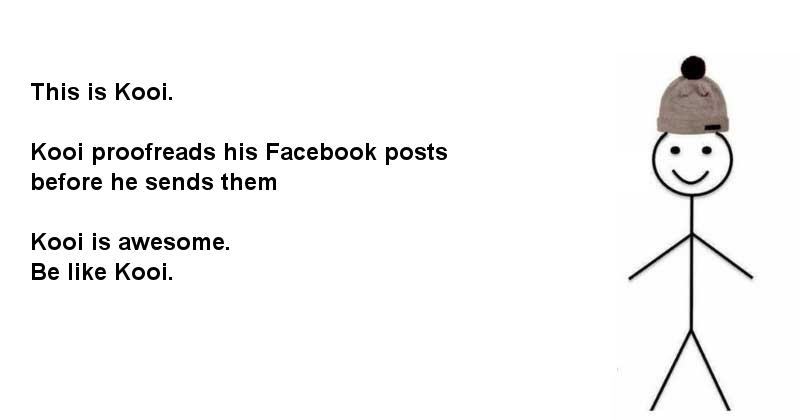 This is Kooi.
Kooi proofreads his Facebook posts
before he sends them
Kooi is awesome.
Be like Kooi.